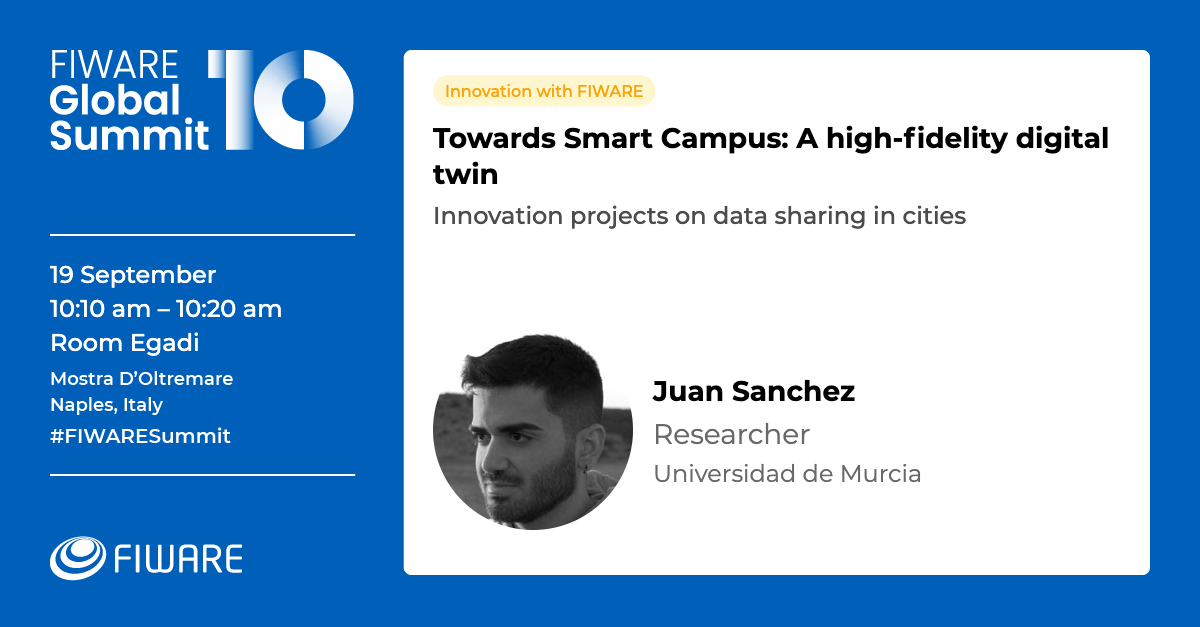 FIWARE
Global
Summit
10
19 September
10:10 am – 10:20 am
Room Egadi
Mostra D’Oltremare
Naples, Italy
#FIWARESummit
FIWARE
Innovation with FIWARE
Towards Smart Campus: A high-fidelity digital
twin
Innovation projects on data sharing in cities
Juan Sanchez
Researcher
Universidad de Murcia